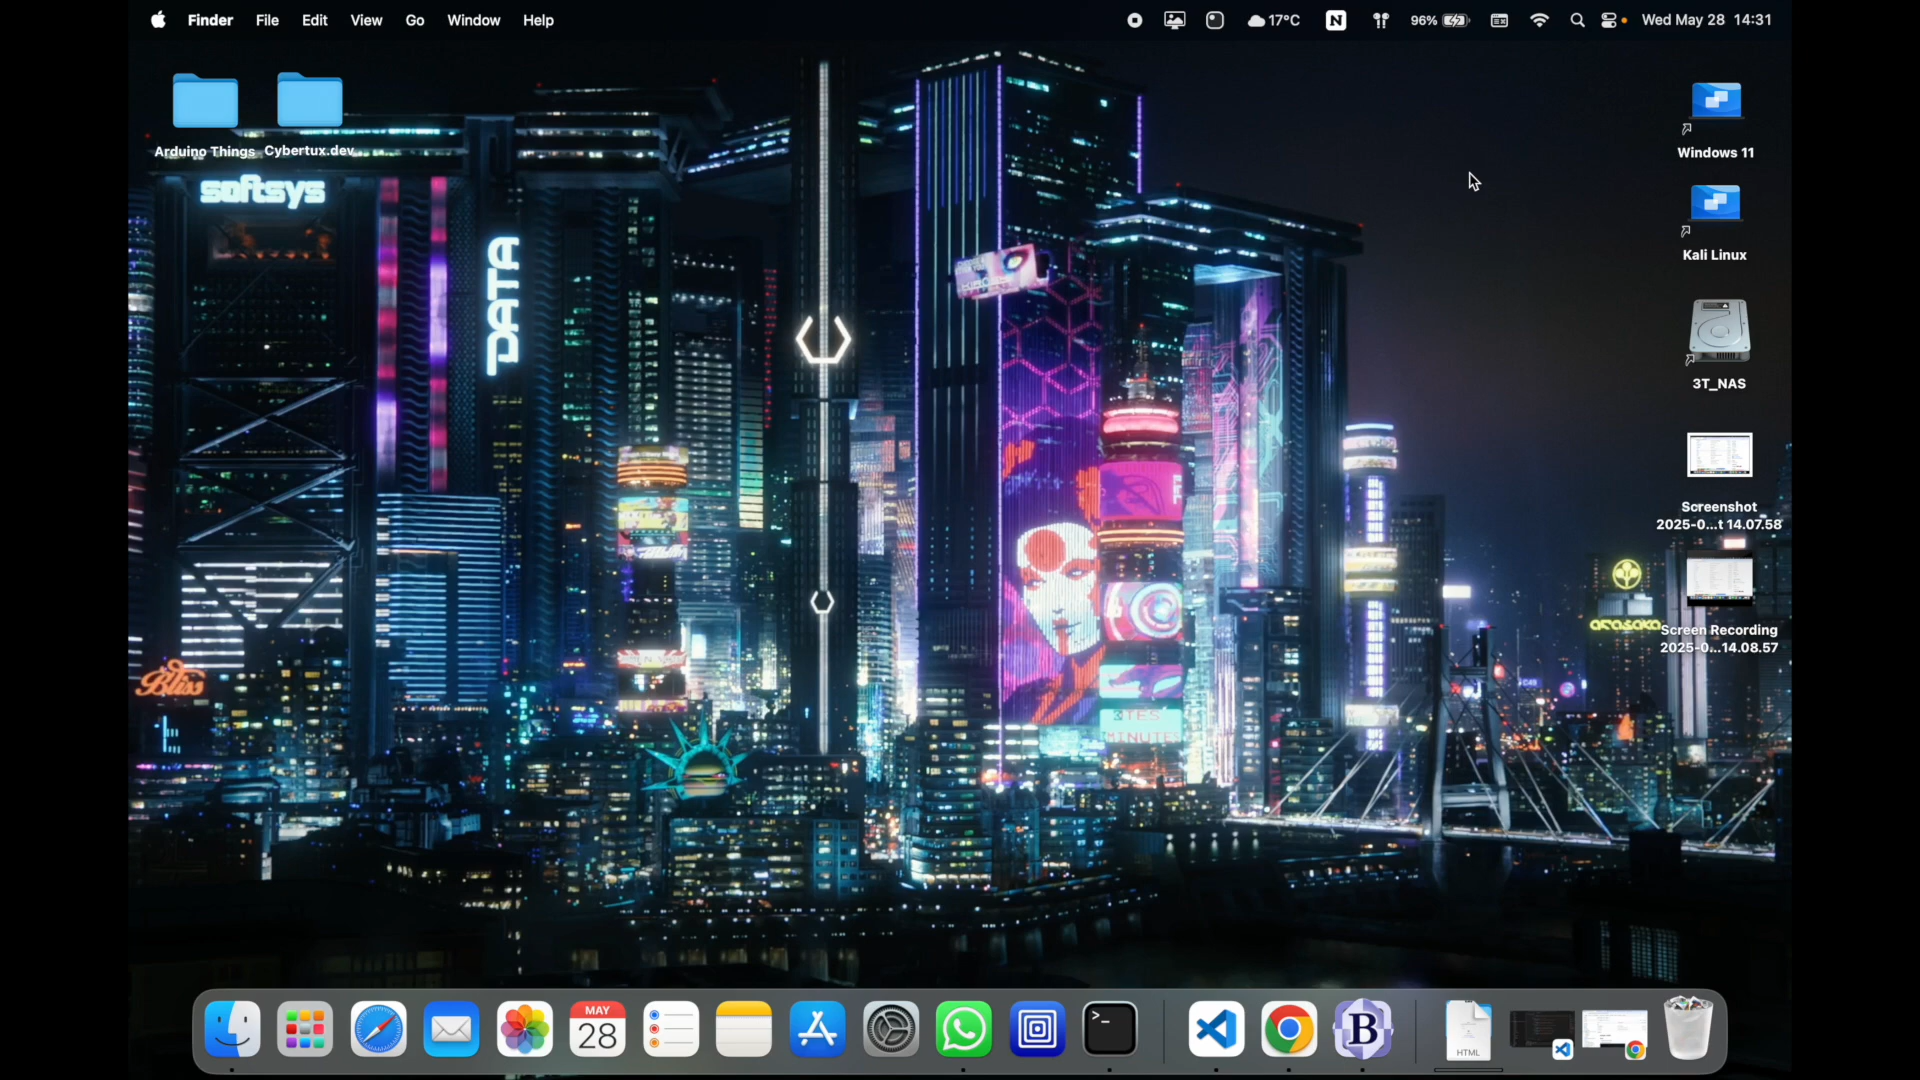 Finder File Edit View Go Window Help
17°C
N
96%
Wed May 28 14:31
Arduino Things
Cybertux.dev
Windows 11
Kali Linux
3T_NAS
Screenshot
2025-0...t 14.07.58
Screen Recording
2025-0...14.08.57
softsys
DATA
Bliss
arasaka
MINUTES
MAY
28
>_
B
HTML